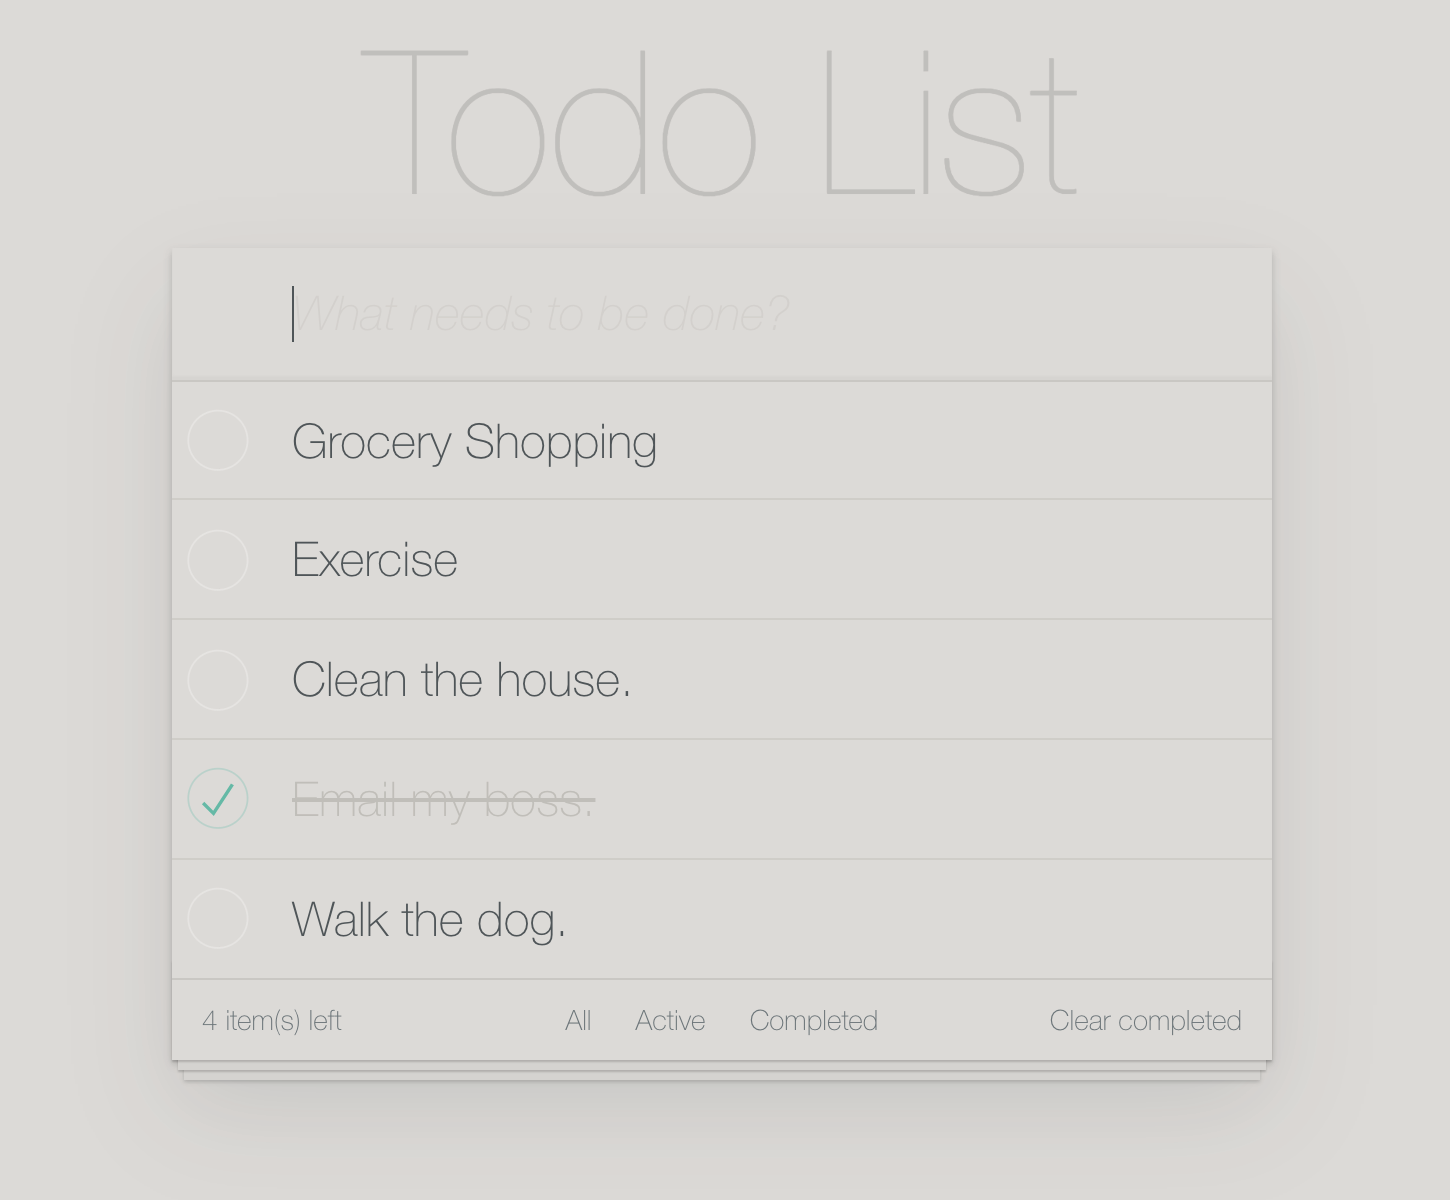 Todo List
What needs to be done?
Grocery Shopping
Exercise
Clean the house.
Email my boss.
Walk the dog.
4 item(s) left All Active Completed Clear completed